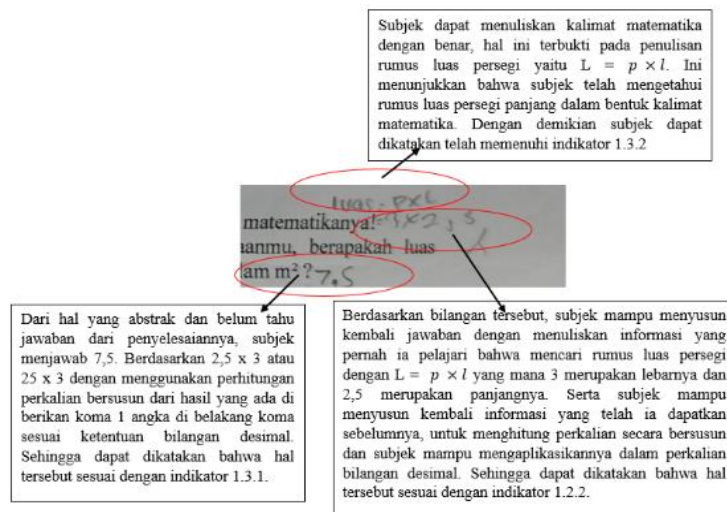 Subjek dapat menuliskan kalimat matematika
dengan benar, hal ini terbukti pada penulisan
rumus luas persegi yaitu L = p × l. Ini
menunjukkan bahwa subjek telah mengetahui
rumus luas persegi panjang dalam bentuk kalimat
matematika. Dengan demikian subjek dapat
dikatakan telah memenuhi indikator 1.3.2
luas = PxL
matematikanya!
anmu, berapakah luas
am m² ? 7.5
Dari hal yang abstrak dan belum tahu
jawaban dari penyelesaiannya, subjek
menjawab 7,5. Berdasarkan 2,5 x 3 atau
25 x 3 dengan menggunakan perhitungan
perkalian bersusun dari hasil yang ada di
berikan koma 1 angka di belakang koma
sesuai ketentuan bilangan desimal.
Sehingga dapat dikatakan bahwa hal
tersebut sesuai dengan indikator 1.3.1.
Berdasarkan bilangan tersebut, subjek mampu menyusun
kembali jawaban dengan menuliskan informasi yang
pernah ia pelajari bahwa mencari rumus luas persegi
dengan L = p × l yang mana 3 merupakan lebarnya dan
2,5 merupakan panjangnya. Serta subjek mampu
menyusun kembali informasi yang telah ia dapatkan
sebelumnya, untuk menghitung perkalian secara bersusun
dan subjek mampu mengaplikasikannya dalam perkalian
bilangan desimal. Sehingga dapat dikatakan bahwa hal
tersebut sesuai dengan indikator 1.2.2.